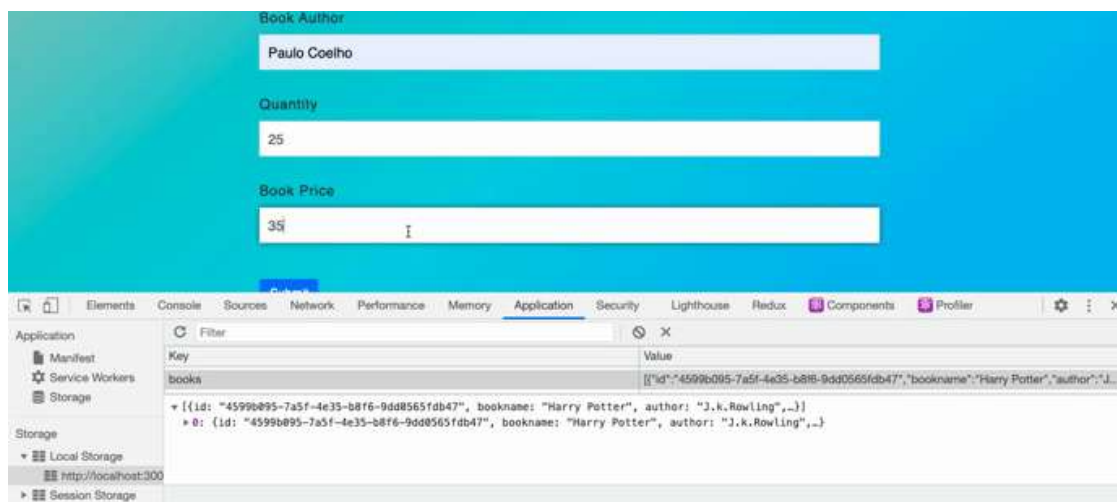 Book Author
Paulo Coelho
Quantity
25
Book Price
35
Submit
Elements Console Sources Network Performance Memory Application Security Lighthouse Redux Components Profiler
Application
Manifest
Service Workers
Storage
Storage
Local Storage
http://localhost:300
Session Storage
Filter
Key Value
books [{"id":"4599b095-7a5f-4e35-b8f6-9dd0565fdb47","bookname":"Harry Potter","author":"J...
[{id: "4599b095-7a5f-4e35-b8f6-9dd0565fdb47", bookname: "Harry Potter", author: "J.k.Rowling",…}]
0: {id: "4599b095-7a5f-4e35-b8f6-9dd0565fdb47", bookname: "Harry Potter", author: "J.k.Rowling",…}